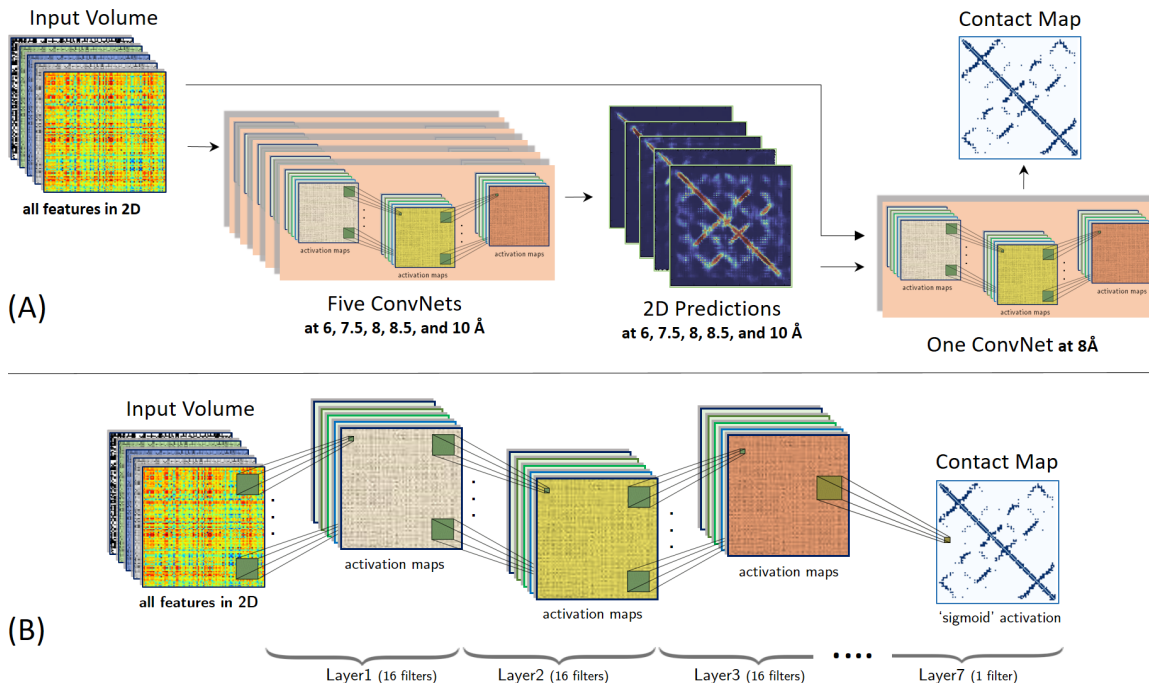 Input Volume
all features in 2D
activation maps
activation maps
activation maps
Five ConvNets
at 6, 7.5, 8, 8.5, and 10 Å
2D Predictions
at 6, 7.5, 8, 8.5, and 10 Å
Contact Map
activation maps
activation maps
activation maps
One ConvNet at 8Å
(A)
Input Volume
all features in 2D
activation maps
activation maps
activation maps
Contact Map
'sigmoid' activation
(B)
Layer1 (16 filters)
Layer2 (16 filters)
Layer3 (16 filters)
Layer7 (1 filter)